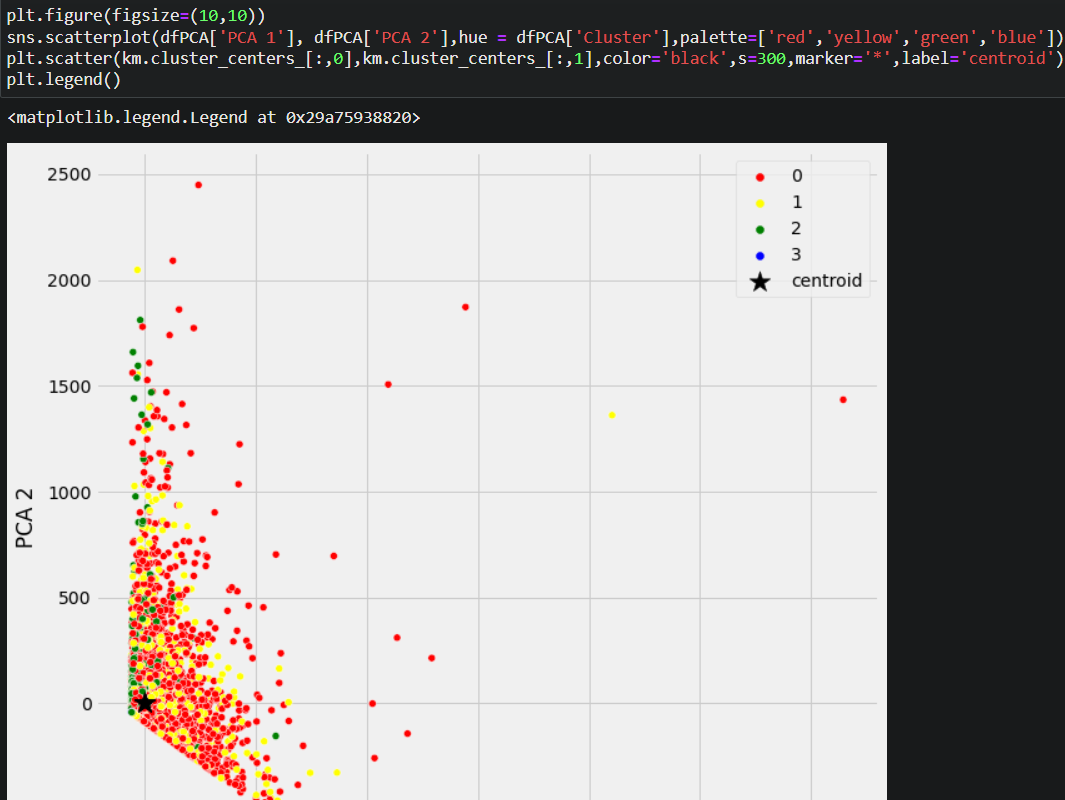 plt.figure(figsize=(10,10))
sns.scatterplot(dfPCA['PCA 1'], dfPCA['PCA 2'],hue = dfPCA['Cluster'],palette=['red','yellow','green','blue'])
plt.scatter(km.cluster_centers_[:,0],km.cluster_centers_[:,1],color='black',s=300,marker='*',label='centroid')
plt.legend()
<matplotlib.legend.Legend at 0x29a75938820>
2500
2000
1500
1000
500
0
PCA 2
0
1
2
3
centroid